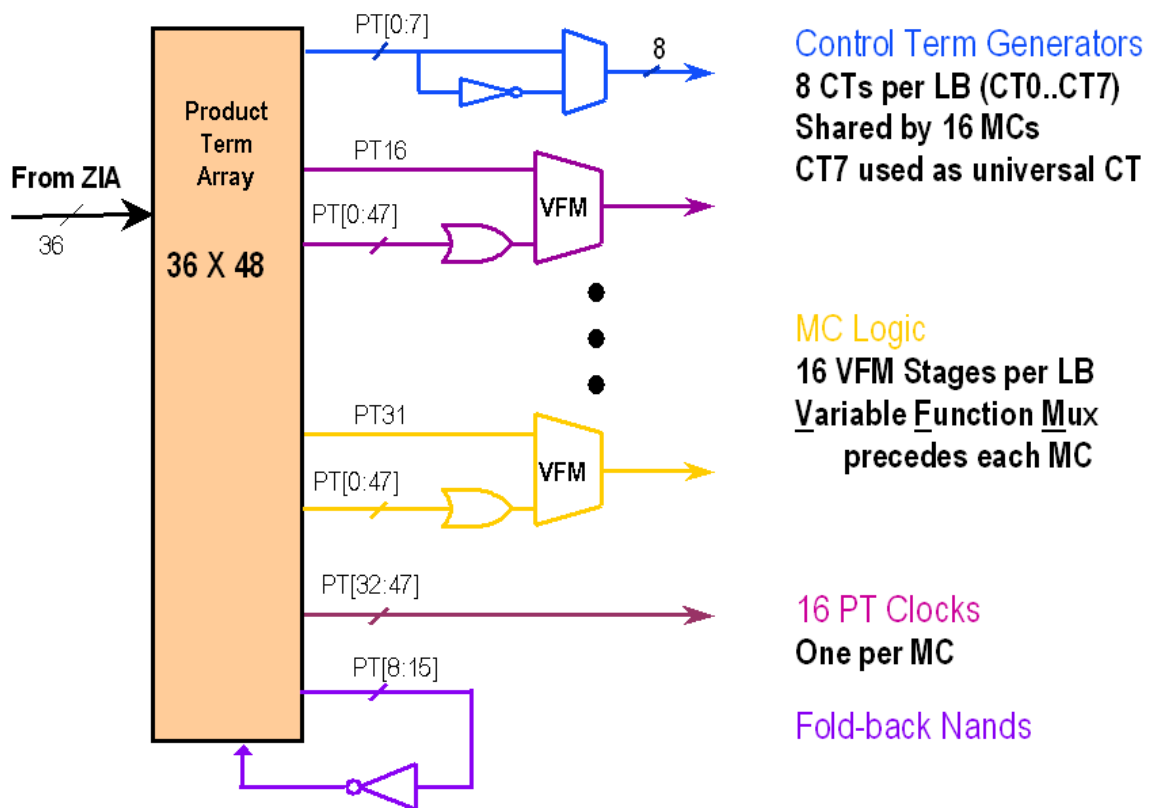 PT[0:7]
8
Control Term Generators
8 CTs per LB (CT0..CT7)
Shared by 16 MCs
CT7 used as universal CT
Product
Term
Array
36 X 48
From ZIA
36
PT16
PT[0:47]
VFM
MC Logic
16 VFM Stages per LB
Variable Function Mux
precedes each MC
PT31
PT[0:47]
VFM
PT[32:47]
16 PT Clocks
One per MC
PT[8:15]
Fold-back Nands